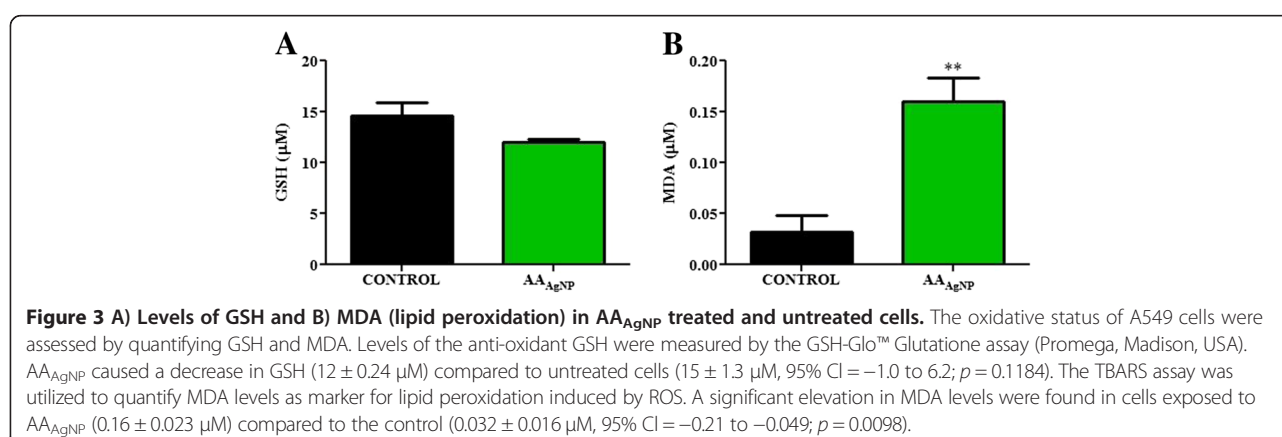 A
B
20
15
10
5
0
GSH (µM)
CONTROL
AA_AgNP
0.20
0.15
0.10
0.05
0.00
MDA (µM)
**
CONTROL
AA_AgNP
Figure 3 A) Levels of GSH and B) MDA (lipid peroxidation) in AA_AgNP treated and untreated cells. The oxidative status of A549 cells were
assessed by quantifying GSH and MDA. Levels of the anti-oxidant GSH were measured by the GSH-Glo™ Glutatione assay (Promega, Madison, USA).
AA_AgNP caused a decrease in GSH (12 ± 0.24 µM) compared to untreated cells (15 ± 1.3 µM, 95% Cl = −1.0 to 6.2; p = 0.1184). The TBARS assay was
utilized to quantify MDA levels as marker for lipid peroxidation induced by ROS. A significant elevation in MDA levels were found in cells exposed to
AA_AgNP (0.16 ± 0.023 µM) compared to the control (0.032 ± 0.016 µM, 95% Cl = −0.21 to −0.049; p = 0.0098).